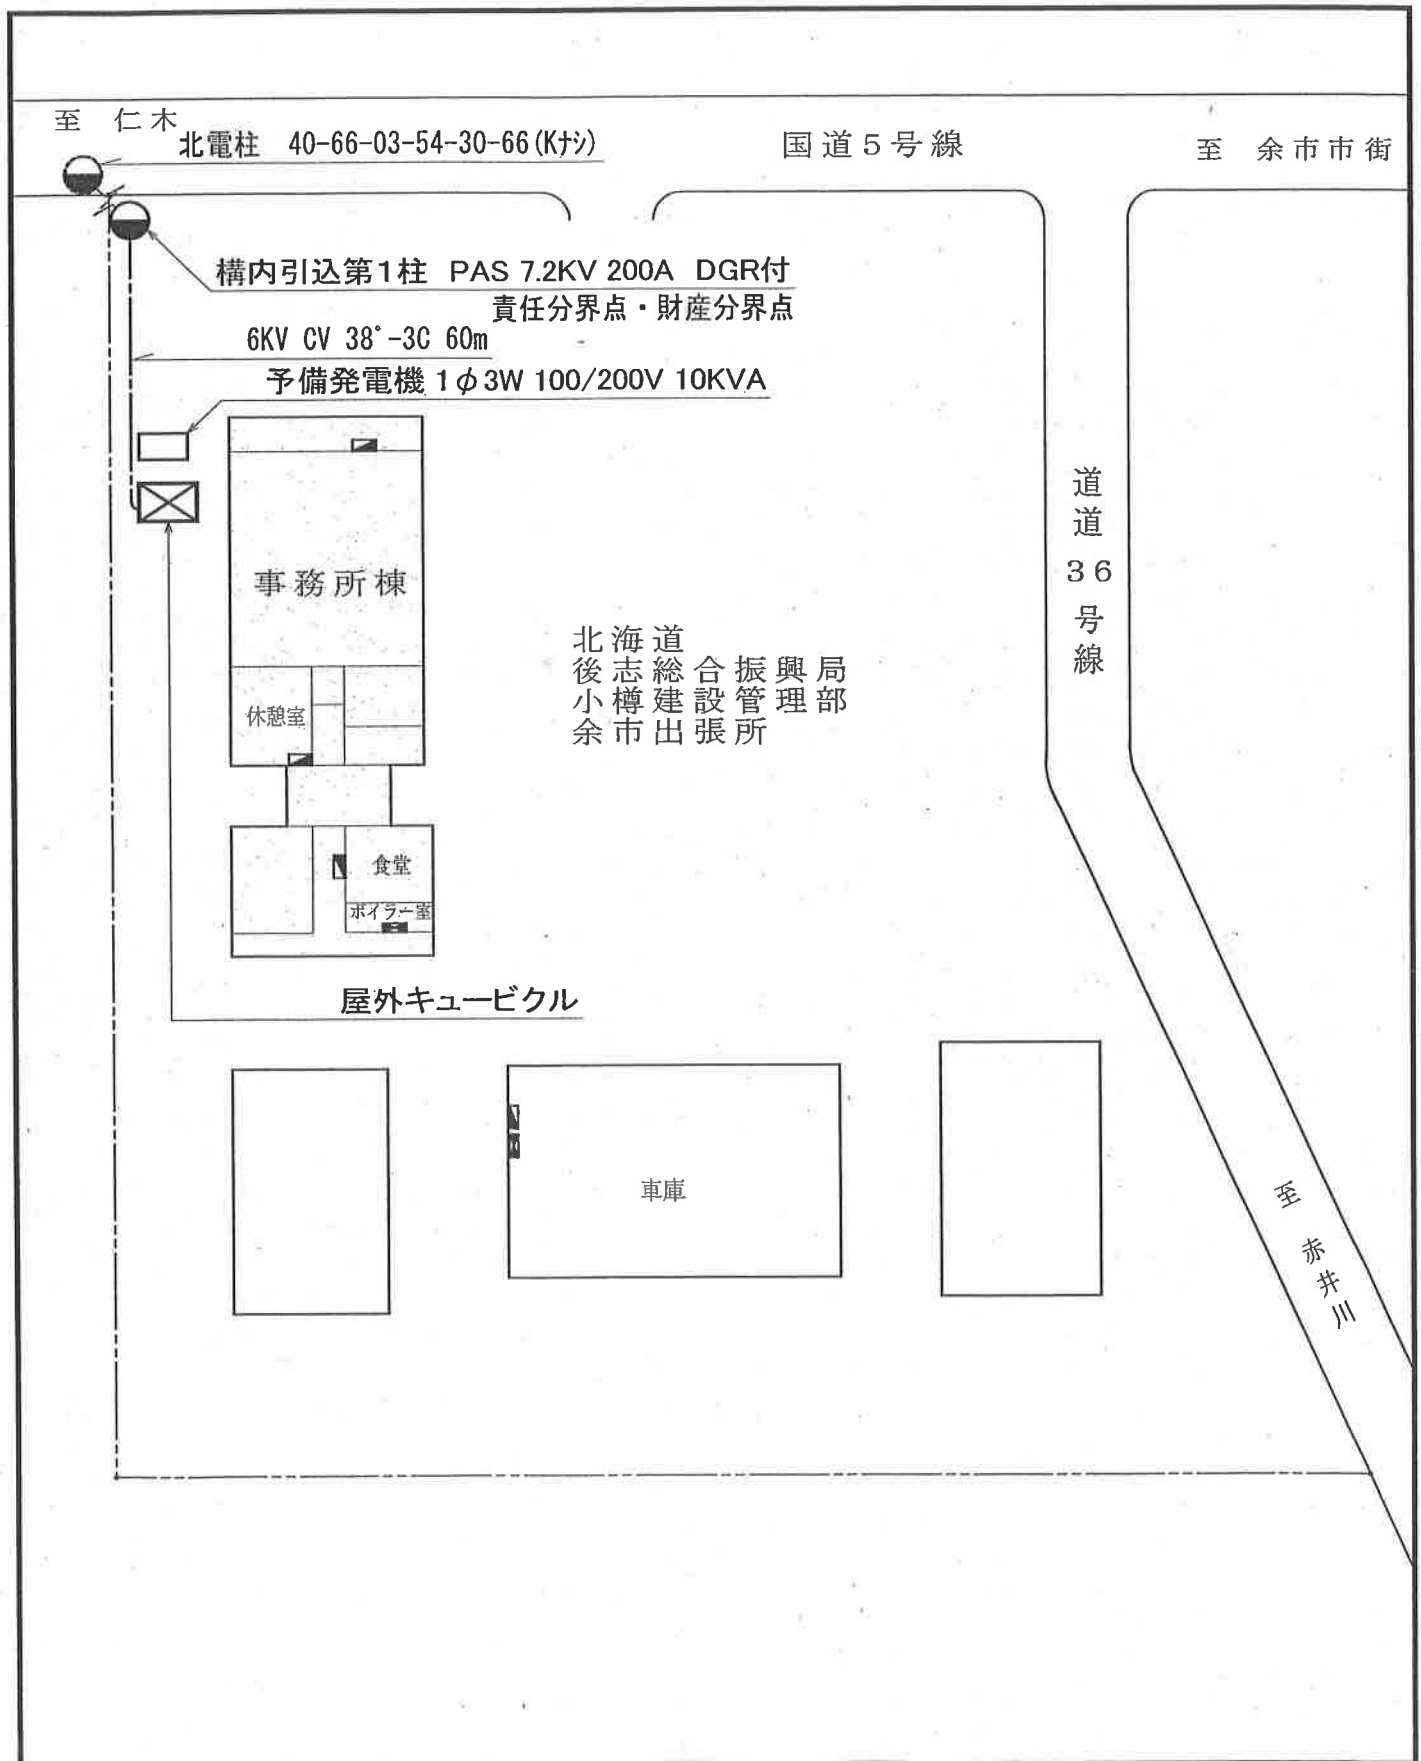 至 仁木
北電柱 40-66-03-54-30-66(Kナシ)
国道5号線
至 余市市街
構内引込第1柱 PAS 7.2KV 200A DGR付
責任分界点・財産分界点
6KV CV 38°-3C 60m
予備発電機 1φ3W 100/200V 10KVA
道道36号線
事務所棟
北海道
後志総合振興局
小樽建設管理部
余市出張所
休憩室
食堂
ボイラー室
屋外キュービクル
車庫
至 赤井川